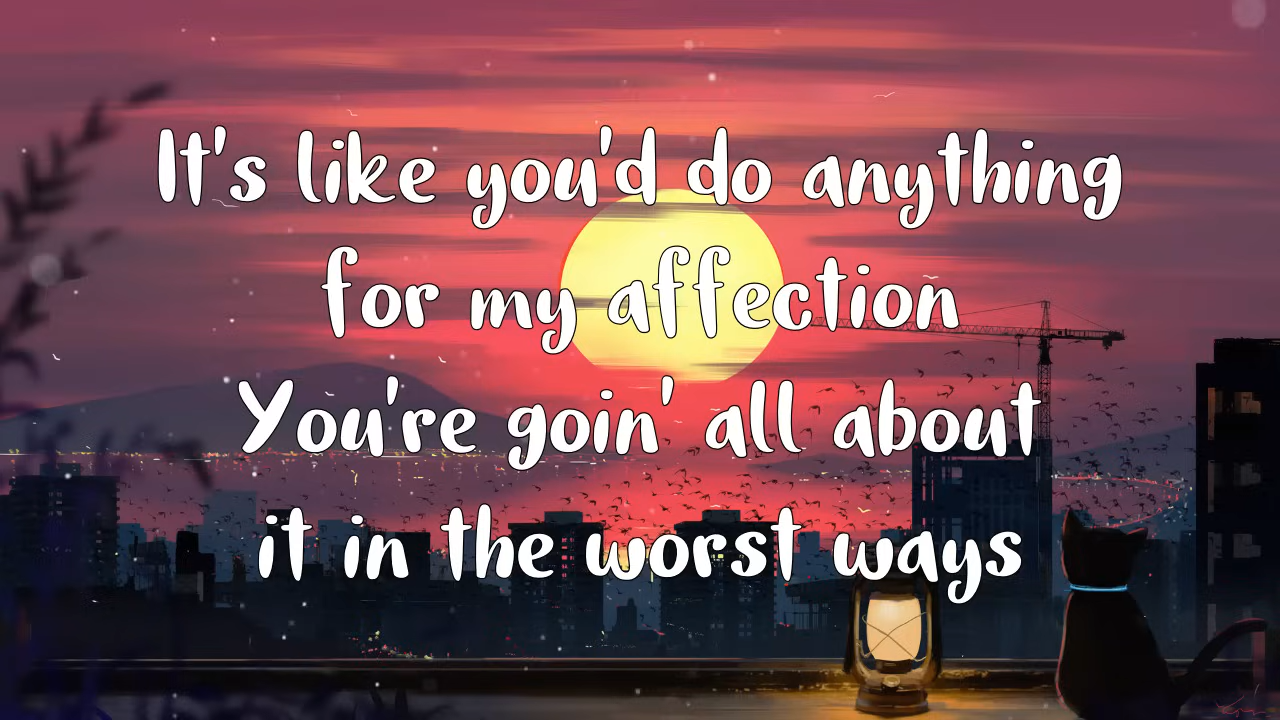 It's like you'd do anything
for my affection
You're goin' all about
it in the worst ways